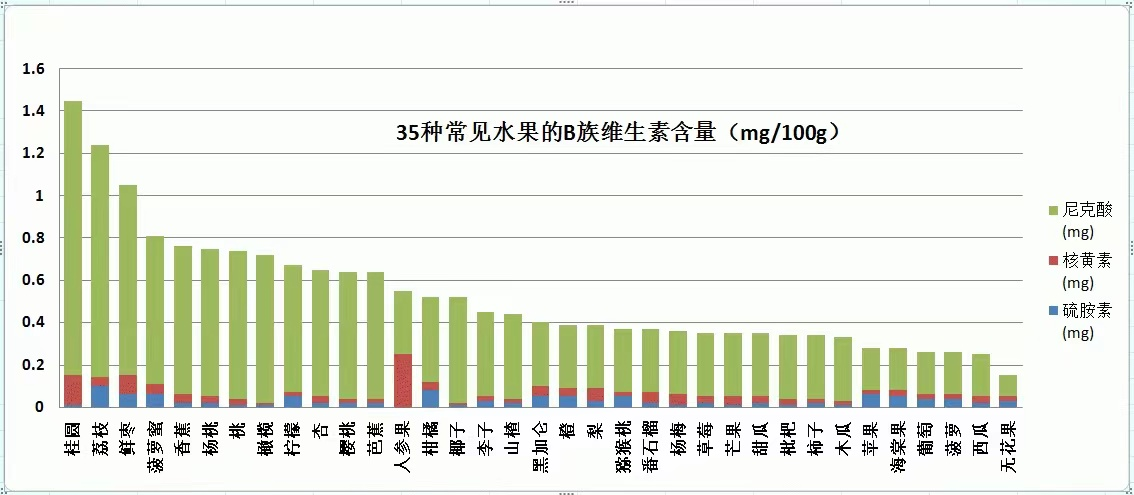 35种常见水果的B族维生素含量（mg/100g）
1.6
1.4
1.2
1
0.8
0.6
0.4
0.2
0
桂圆
荔枝
鲜枣
菠萝蜜
香蕉
杨桃
桃
橄榄
柠檬
杏
樱桃
芭蕉
人参果
柑橘
椰子
李子
山楂
黑加仑
橙
梨
猕猴桃
番石榴
杨梅
草莓
芒果
甜瓜
枇杷
柿子
木瓜
苹果
海棠果
葡萄
菠萝
西瓜
无花果
尼克酸
(mg)
核黄素
(mg)
硫胺素
(mg)